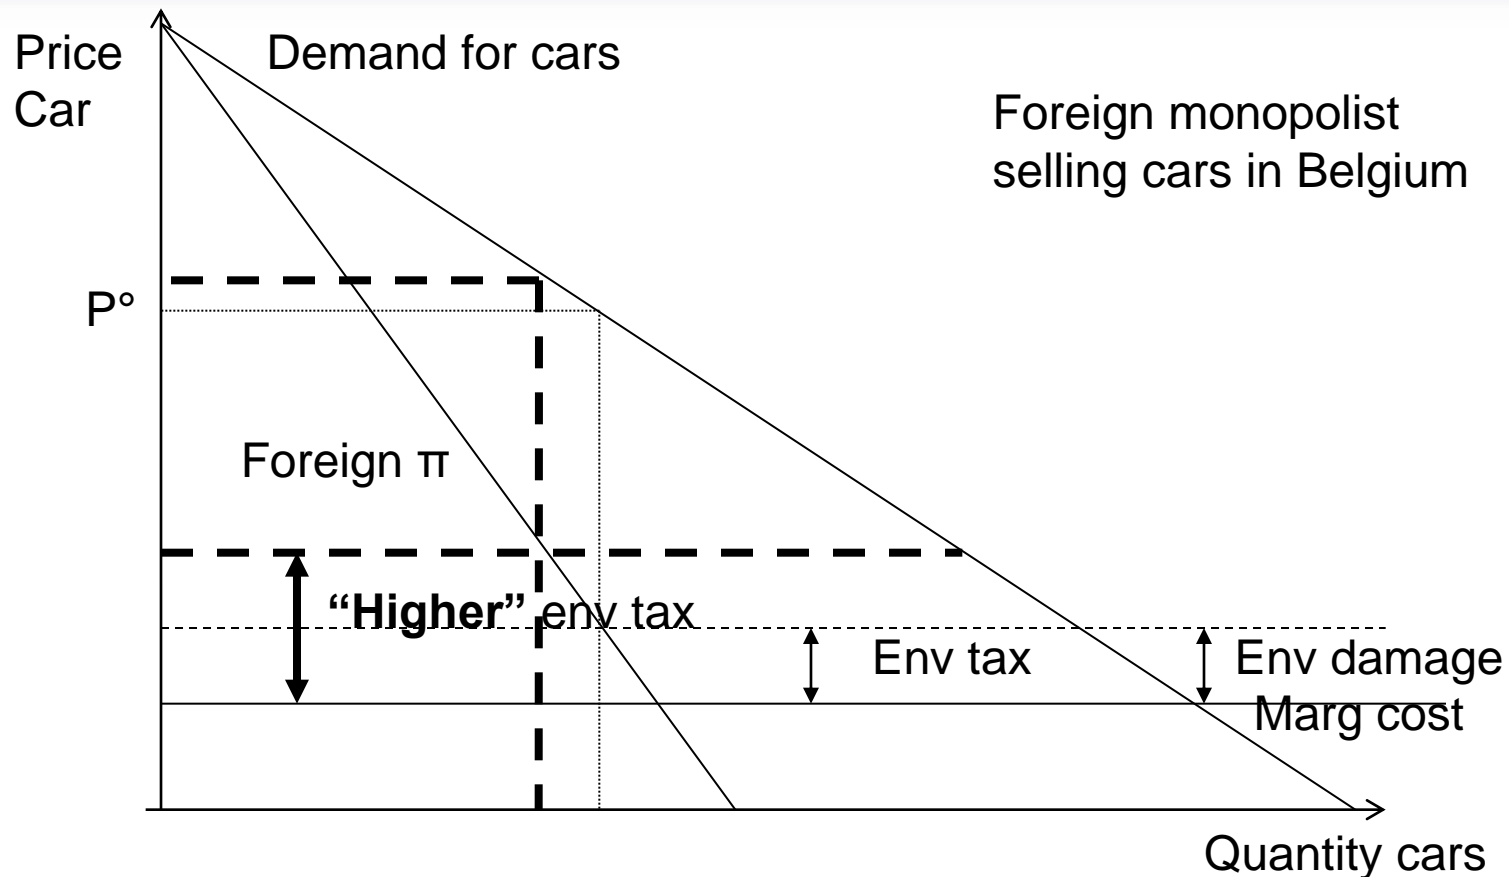 Price
Car
Demand for cars
Foreign monopolist
selling cars in Belgium
P°
Foreign π
“Higher” env tax
Env tax
Env damage
Marg cost
Quantity cars